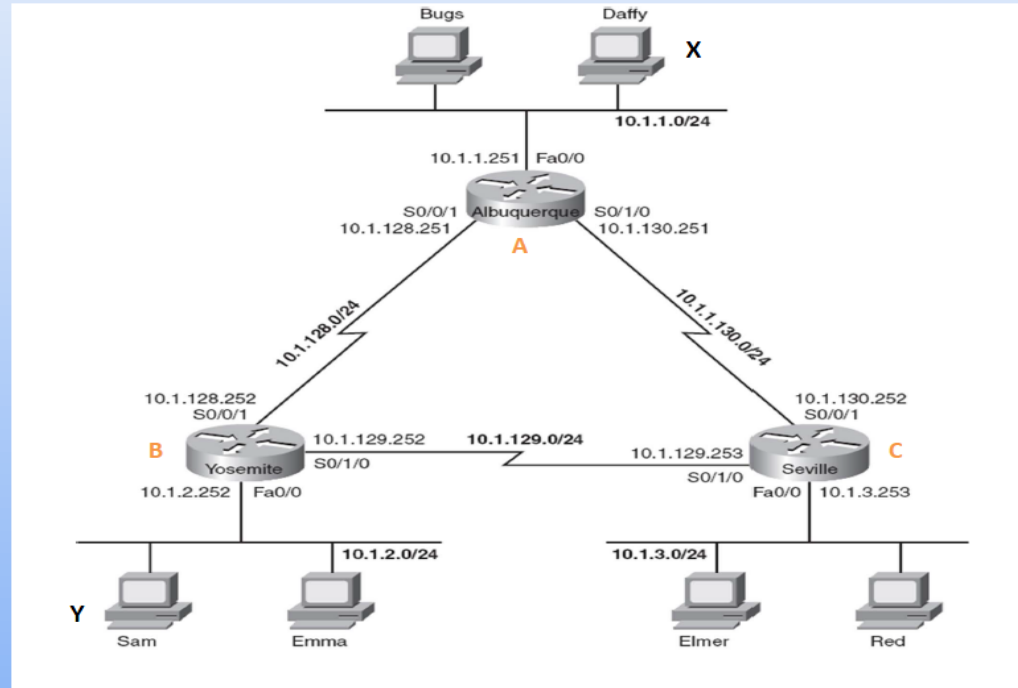 Bugs
Daffy
X
10.1.1.0/24
10.1.1.251 Fa0/0
S0/0/1 Albuquerque S0/1/0
10.1.128.251
10.1.130.251
A
10.1.128.0/24
10.1.1.130.0/24
10.1.128.252
S0/0/1
10.1.130.252
S0/0/1
B
Yosemite
10.1.129.252
S0/1/0
10.1.129.0/24
10.1.129.253
S0/1/0
Seville
C
10.1.2.252 Fa0/0
Fa0/0 10.1.3.253
10.1.2.0/24
10.1.3.0/24
Y
Sam
Emma
Elmer
Red